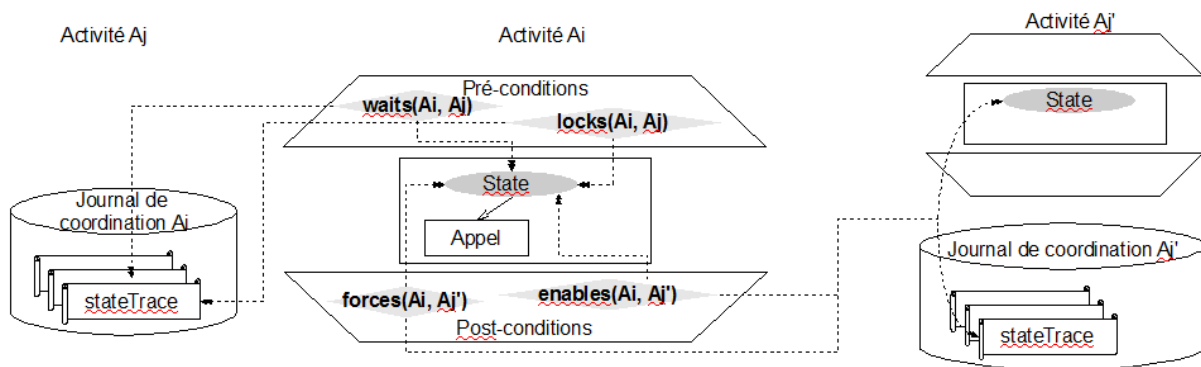 Activité Aj
Activité Ai
Activité Aj'
Pré-conditions
waits(Ai, Aj)
locks(Ai, Aj)
State
Appel
forces(Ai, Aj')
enables(Ai, Aj')
Post-conditions
Journal de
coordination Aj
stateTrace
State
Journal de coordination Aj'
stateTrace